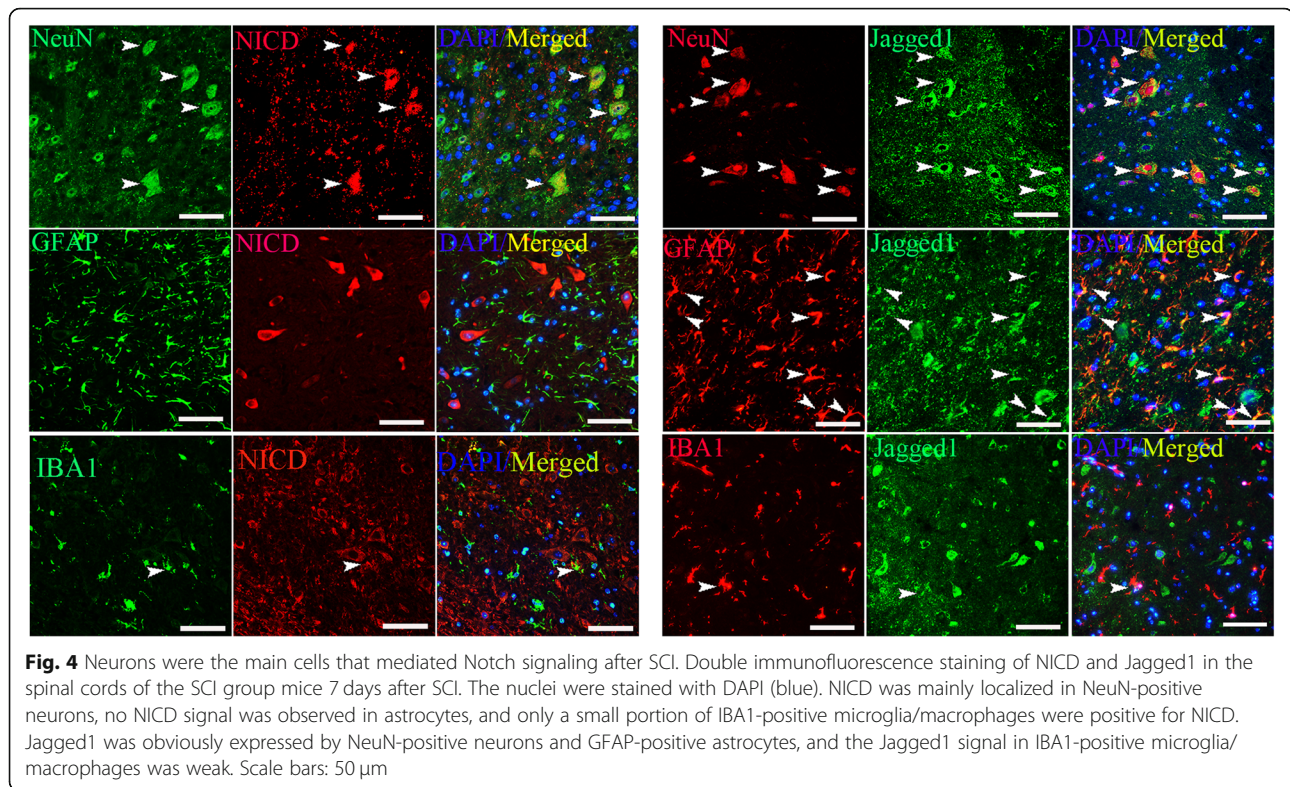 NeuN NICD DAPI/Merged NeuN Jagged1 DAPI/Merged
GFAP NICD DAPI/Merged GFAP Jagged1 DAPI/Merged
IBA1 NICD DAPI/Merged IBA1 Jagged1 DAPI/Merged
Fig. 4 Neurons were the main cells that mediated Notch signaling after SCI. Double immunofluorescence staining of NICD and Jagged1 in the
spinal cords of the SCI group mice 7 days after SCI. The nuclei were stained with DAPI (blue). NICD was mainly localized in NeuN-positive
neurons, no NICD signal was observed in astrocytes, and only a small portion of IBA1-positive microglia/macrophages were positive for NICD.
Jagged1 was obviously expressed by NeuN-positive neurons and GFAP-positive astrocytes, and the Jagged1 signal in IBA1-positive microglia/
macrophages was weak. Scale bars: 50 μm